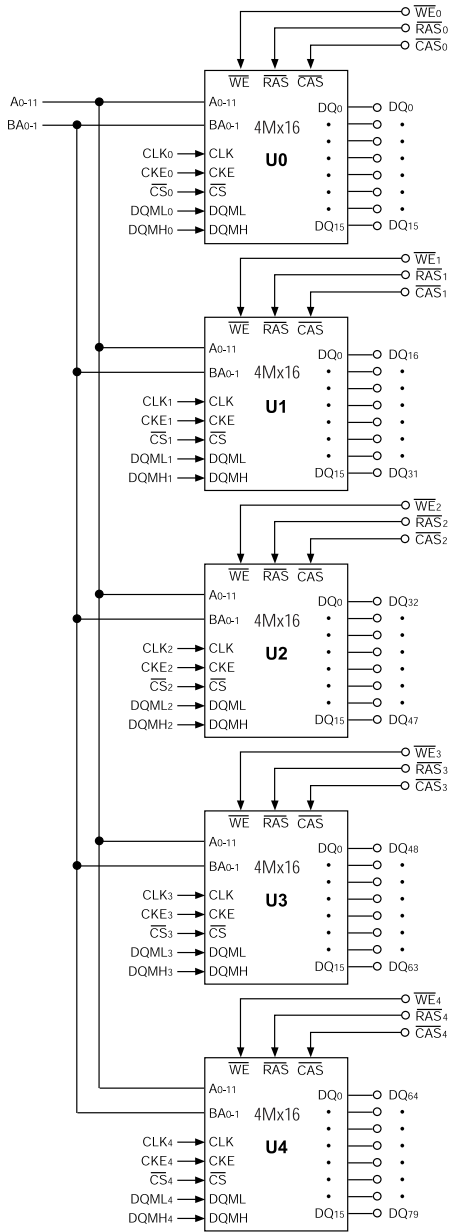 WE0
RAS0
CAS0
WE RAS CAS
A0-11 A0-11 DQ0 DQ0
BA0-1 BA0-1 4Mx16
CLK0 CLK U0
CKE0 CKE
CS0 CS
DQML0 DQML
DQMH0 DQMH DQ15 DQ15
WE1
RAS1
CAS1
WE RAS CAS
A0-11 DQ0 DQ16
BA0-1 4Mx16
CLK1 CLK U1
CKE1 CKE
CS1 CS
DQML1 DQML
DQMH1 DQMH DQ15 DQ31
WE2
RAS2
CAS2
WE RAS CAS
A0-11 DQ0 DQ32
BA0-1 4Mx16
CLK2 CLK U2
CKE2 CKE
CS2 CS
DQML2 DQML
DQMH2 DQMH DQ15 DQ47
WE3
RAS3
CAS3
WE RAS CAS
A0-11 DQ0 DQ48
BA0-1 4Mx16
CLK3 CLK U3
CKE3 CKE
CS3 CS
DQML3 DQML
DQMH3 DQMH DQ15 DQ63
WE4
RAS4
CAS4
WE RAS CAS
A0-11 DQ0 DQ64
BA0-1 4Mx16
CLK4 CLK U4
CKE4 CKE
CS4 CS
DQML4 DQML
DQMH4 DQMH DQ15 DQ79